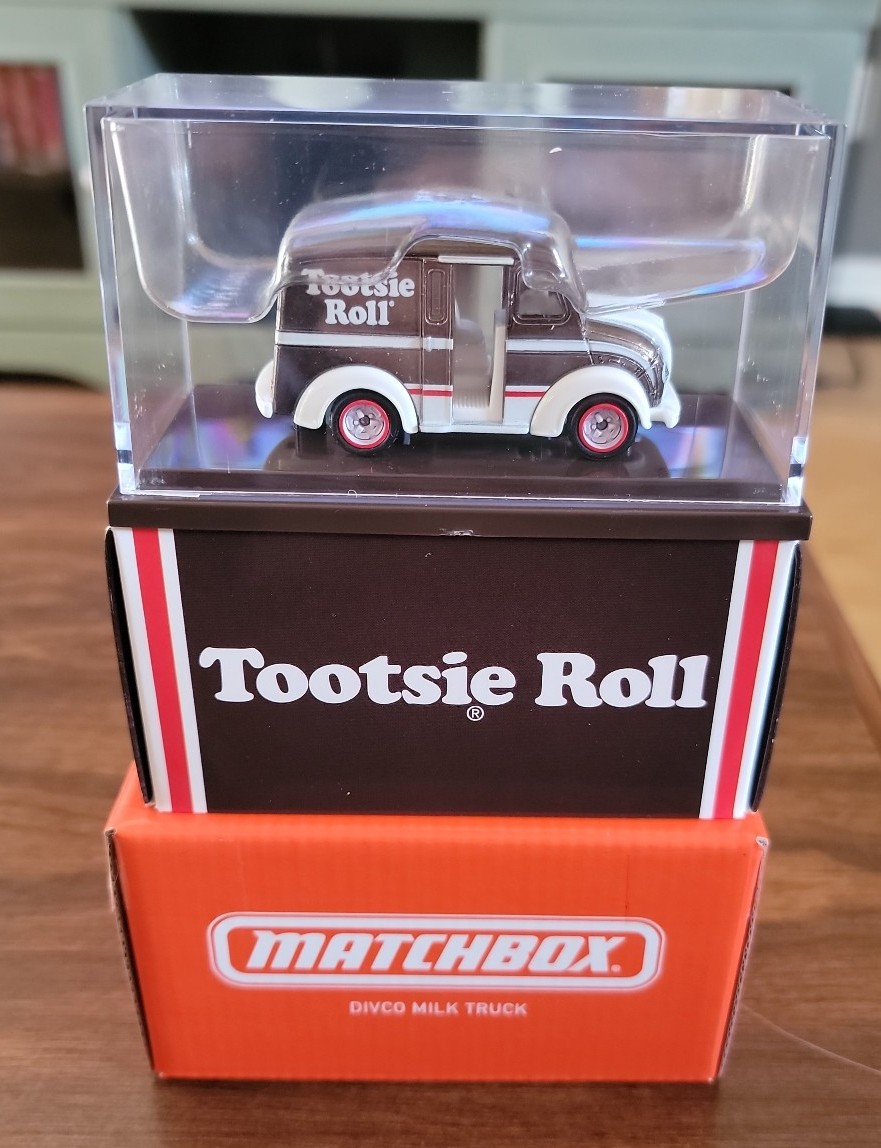 Tootsie
Roll®
Tootsie Roll
®
MATCHBOX.
DIVCO MILK TRUCK